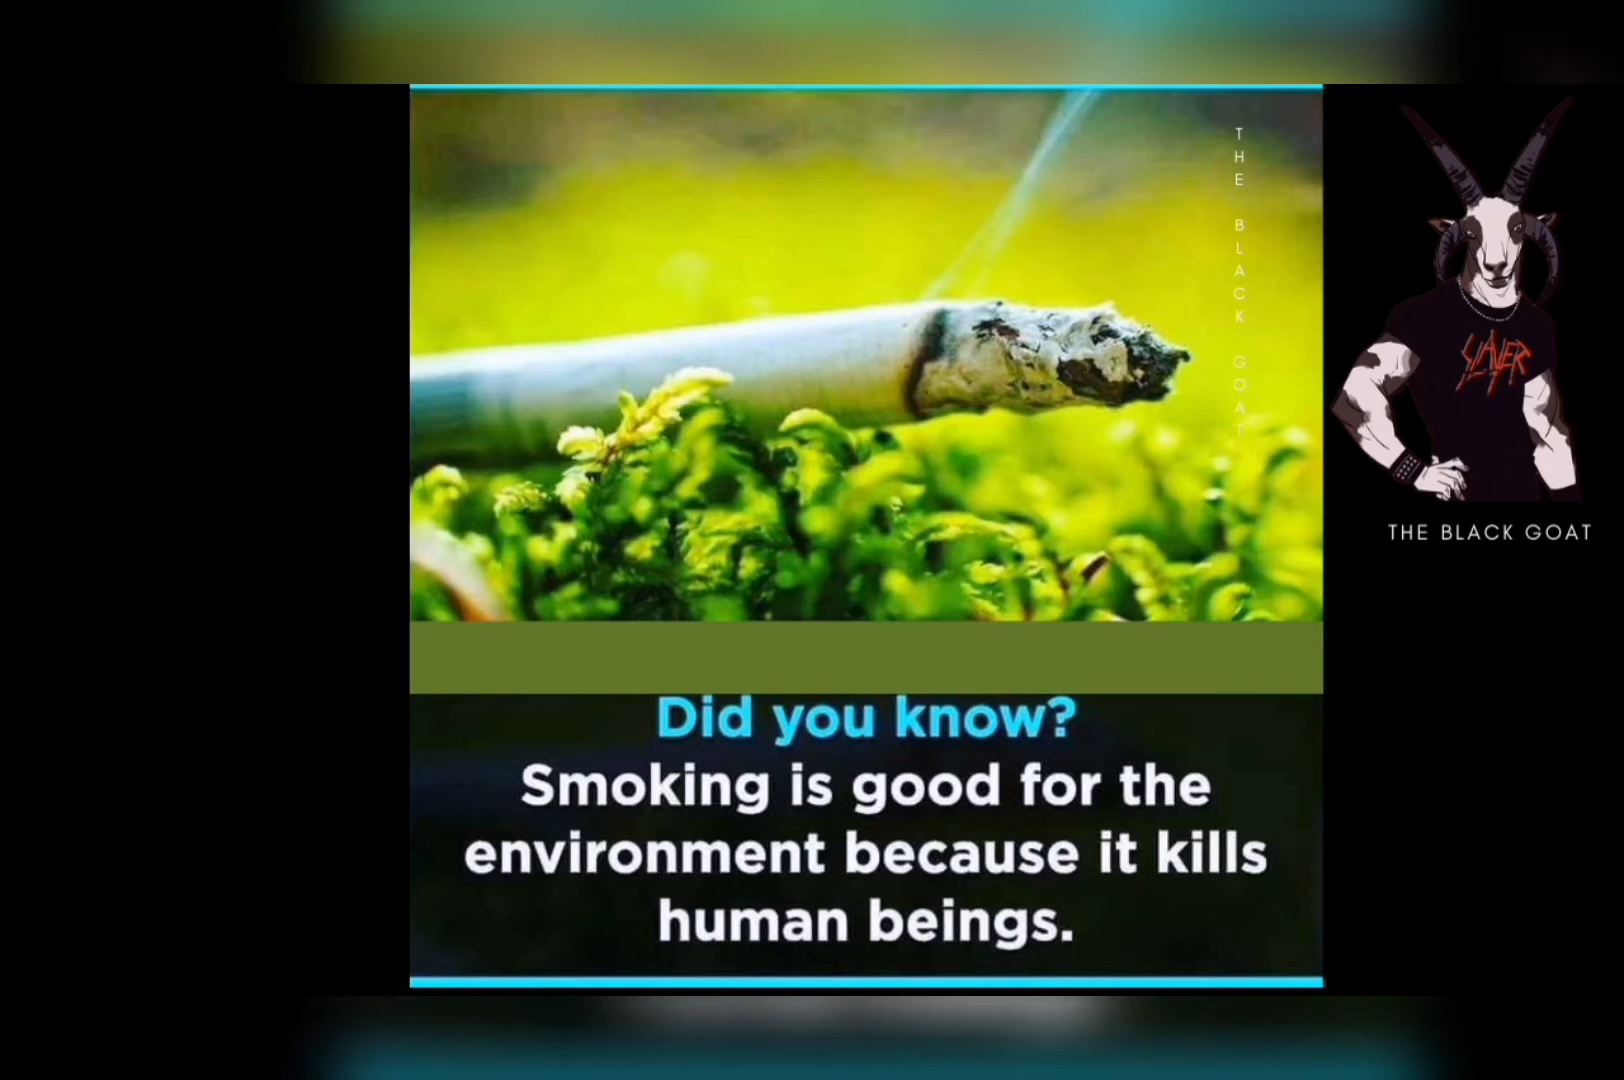 THE BLACK GOAT
SLAYER
THE BLACK GOAT
Did you know?
Smoking is good for the
environment because it kills
human beings.